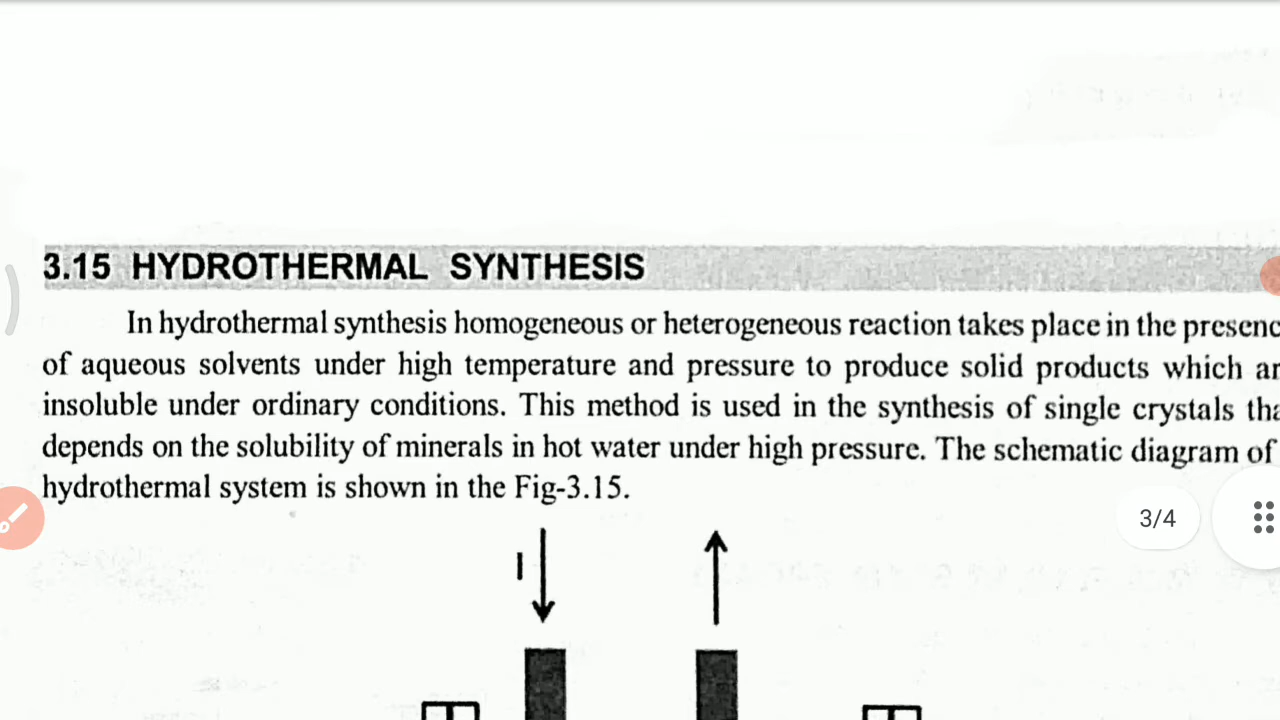 3.15 HYDROTHERMAL SYNTHESIS
In hydrothermal synthesis homogeneous or heterogeneous reaction takes place in the presenc
of aqueous solvents under high temperature and pressure to produce solid products which ar
insoluble under ordinary conditions. This method is used in the synthesis of single crystals tha
depends on the solubility of minerals in hot water under high pressure. The schematic diagram of
hydrothermal system is shown in the Fig-3.15.
3/4